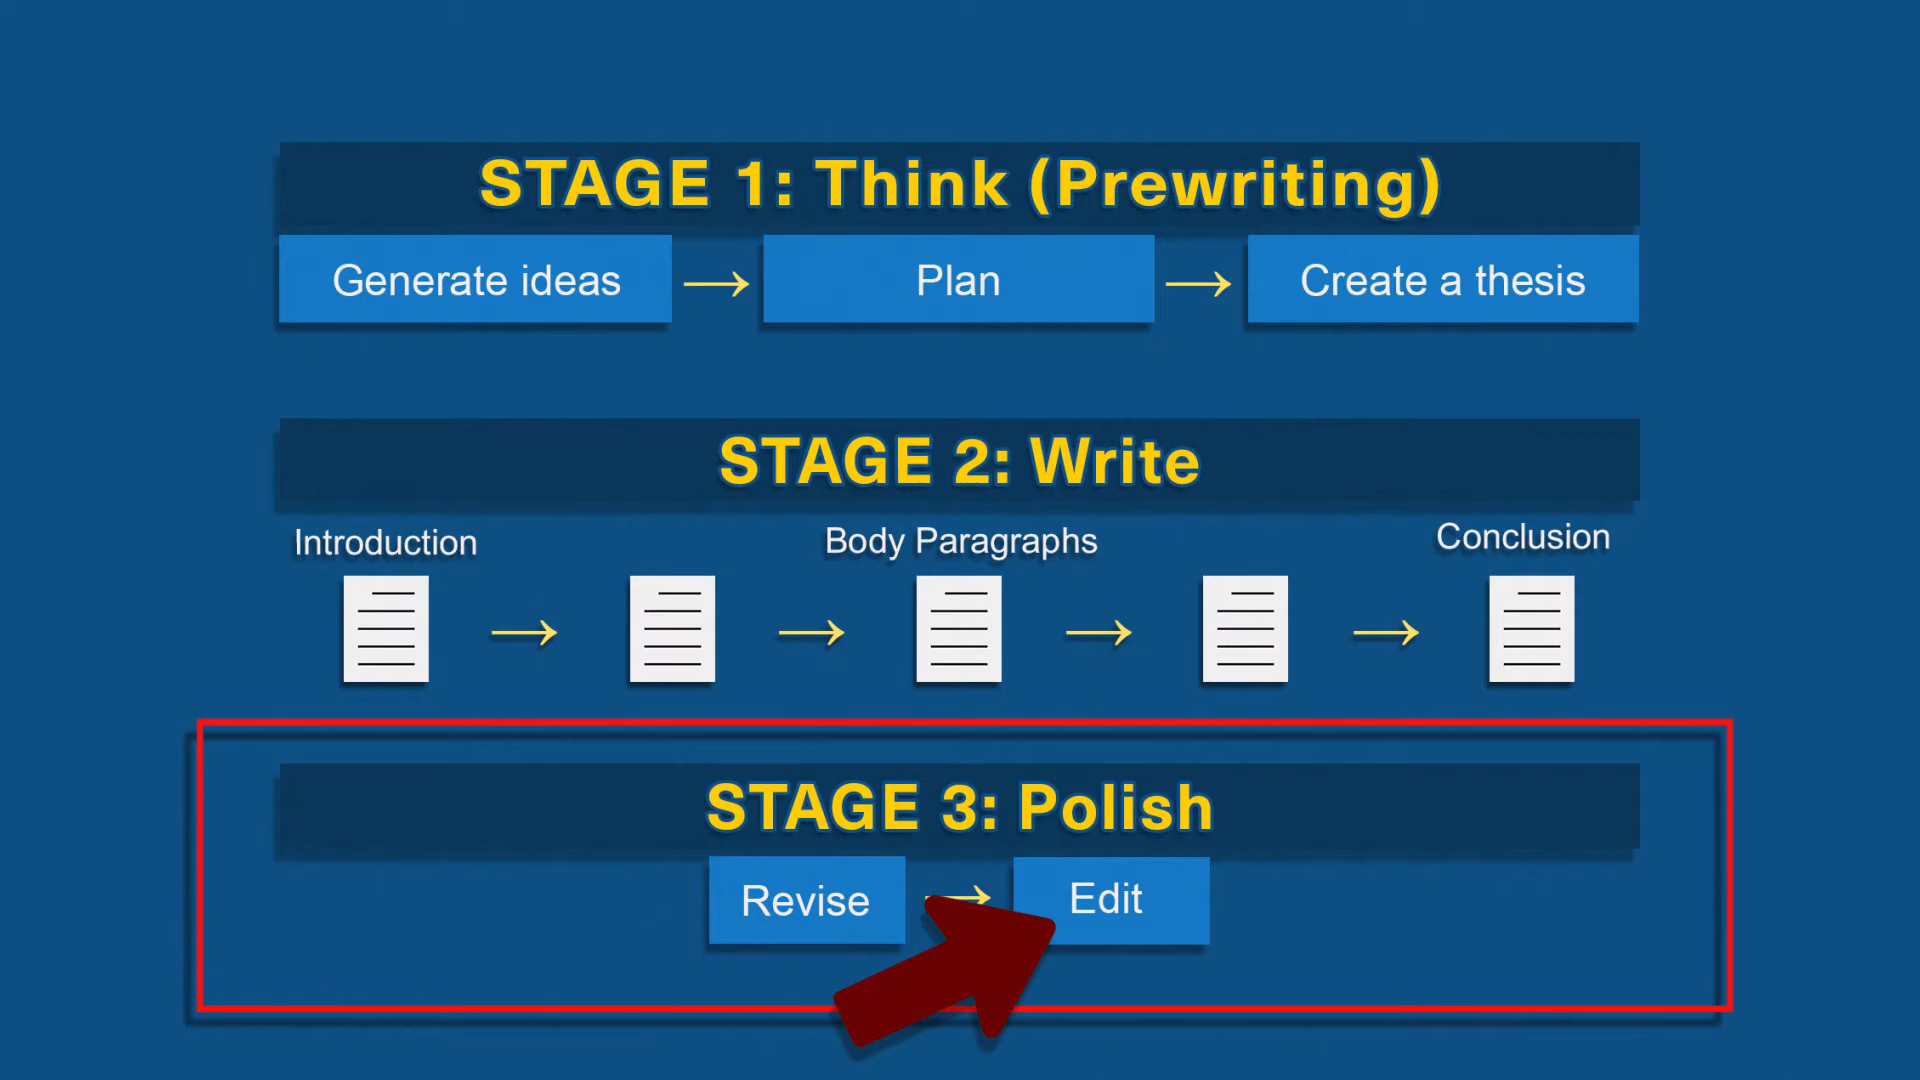 STAGE 1: Think (Prewriting)
Generate ideas → Plan → Create a thesis
STAGE 2: Write
Introduction Body Paragraphs Conclusion
STAGE 3: Polish
Revise → Edit